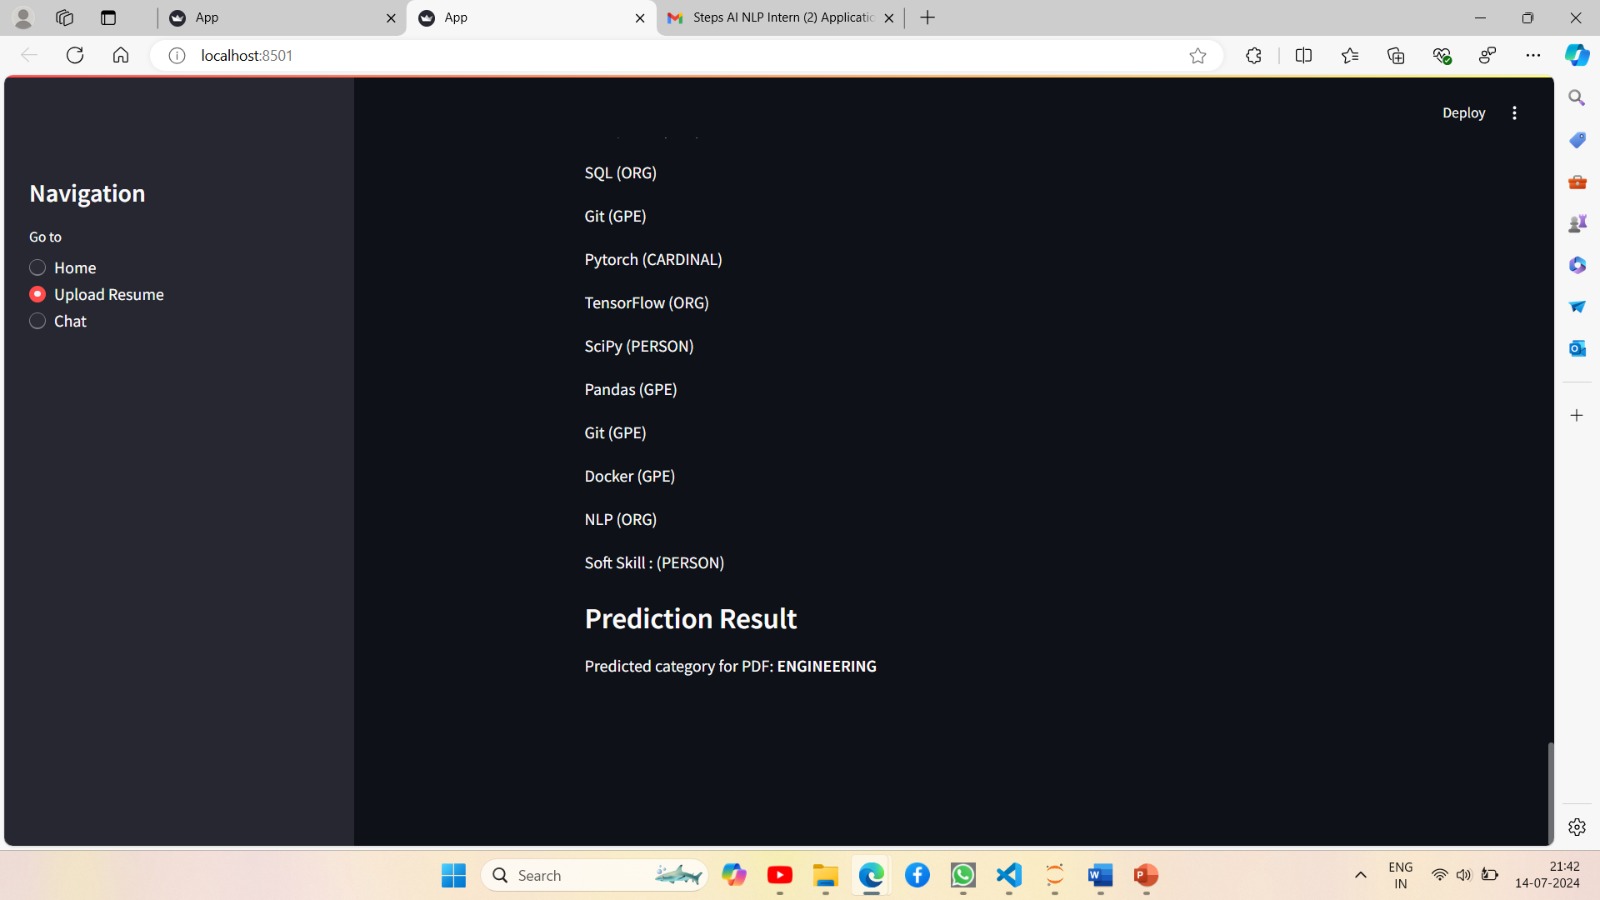 App
App
Steps AI NLP Intern (2) Applicatic
localhost:8501
Deploy
Navigation
Go to
Home
Upload Resume
Chat
SQL (ORG)
Git (GPE)
Pytorch (CARDINAL)
TensorFlow (ORG)
SciPy (PERSON)
Pandas (GPE)
Git (GPE)
Docker (GPE)
NLP (ORG)
Soft Skill : (PERSON)
Prediction Result
Predicted category for PDF: ENGINEERING
Search
ENG
IN
21:42
14-07-2024